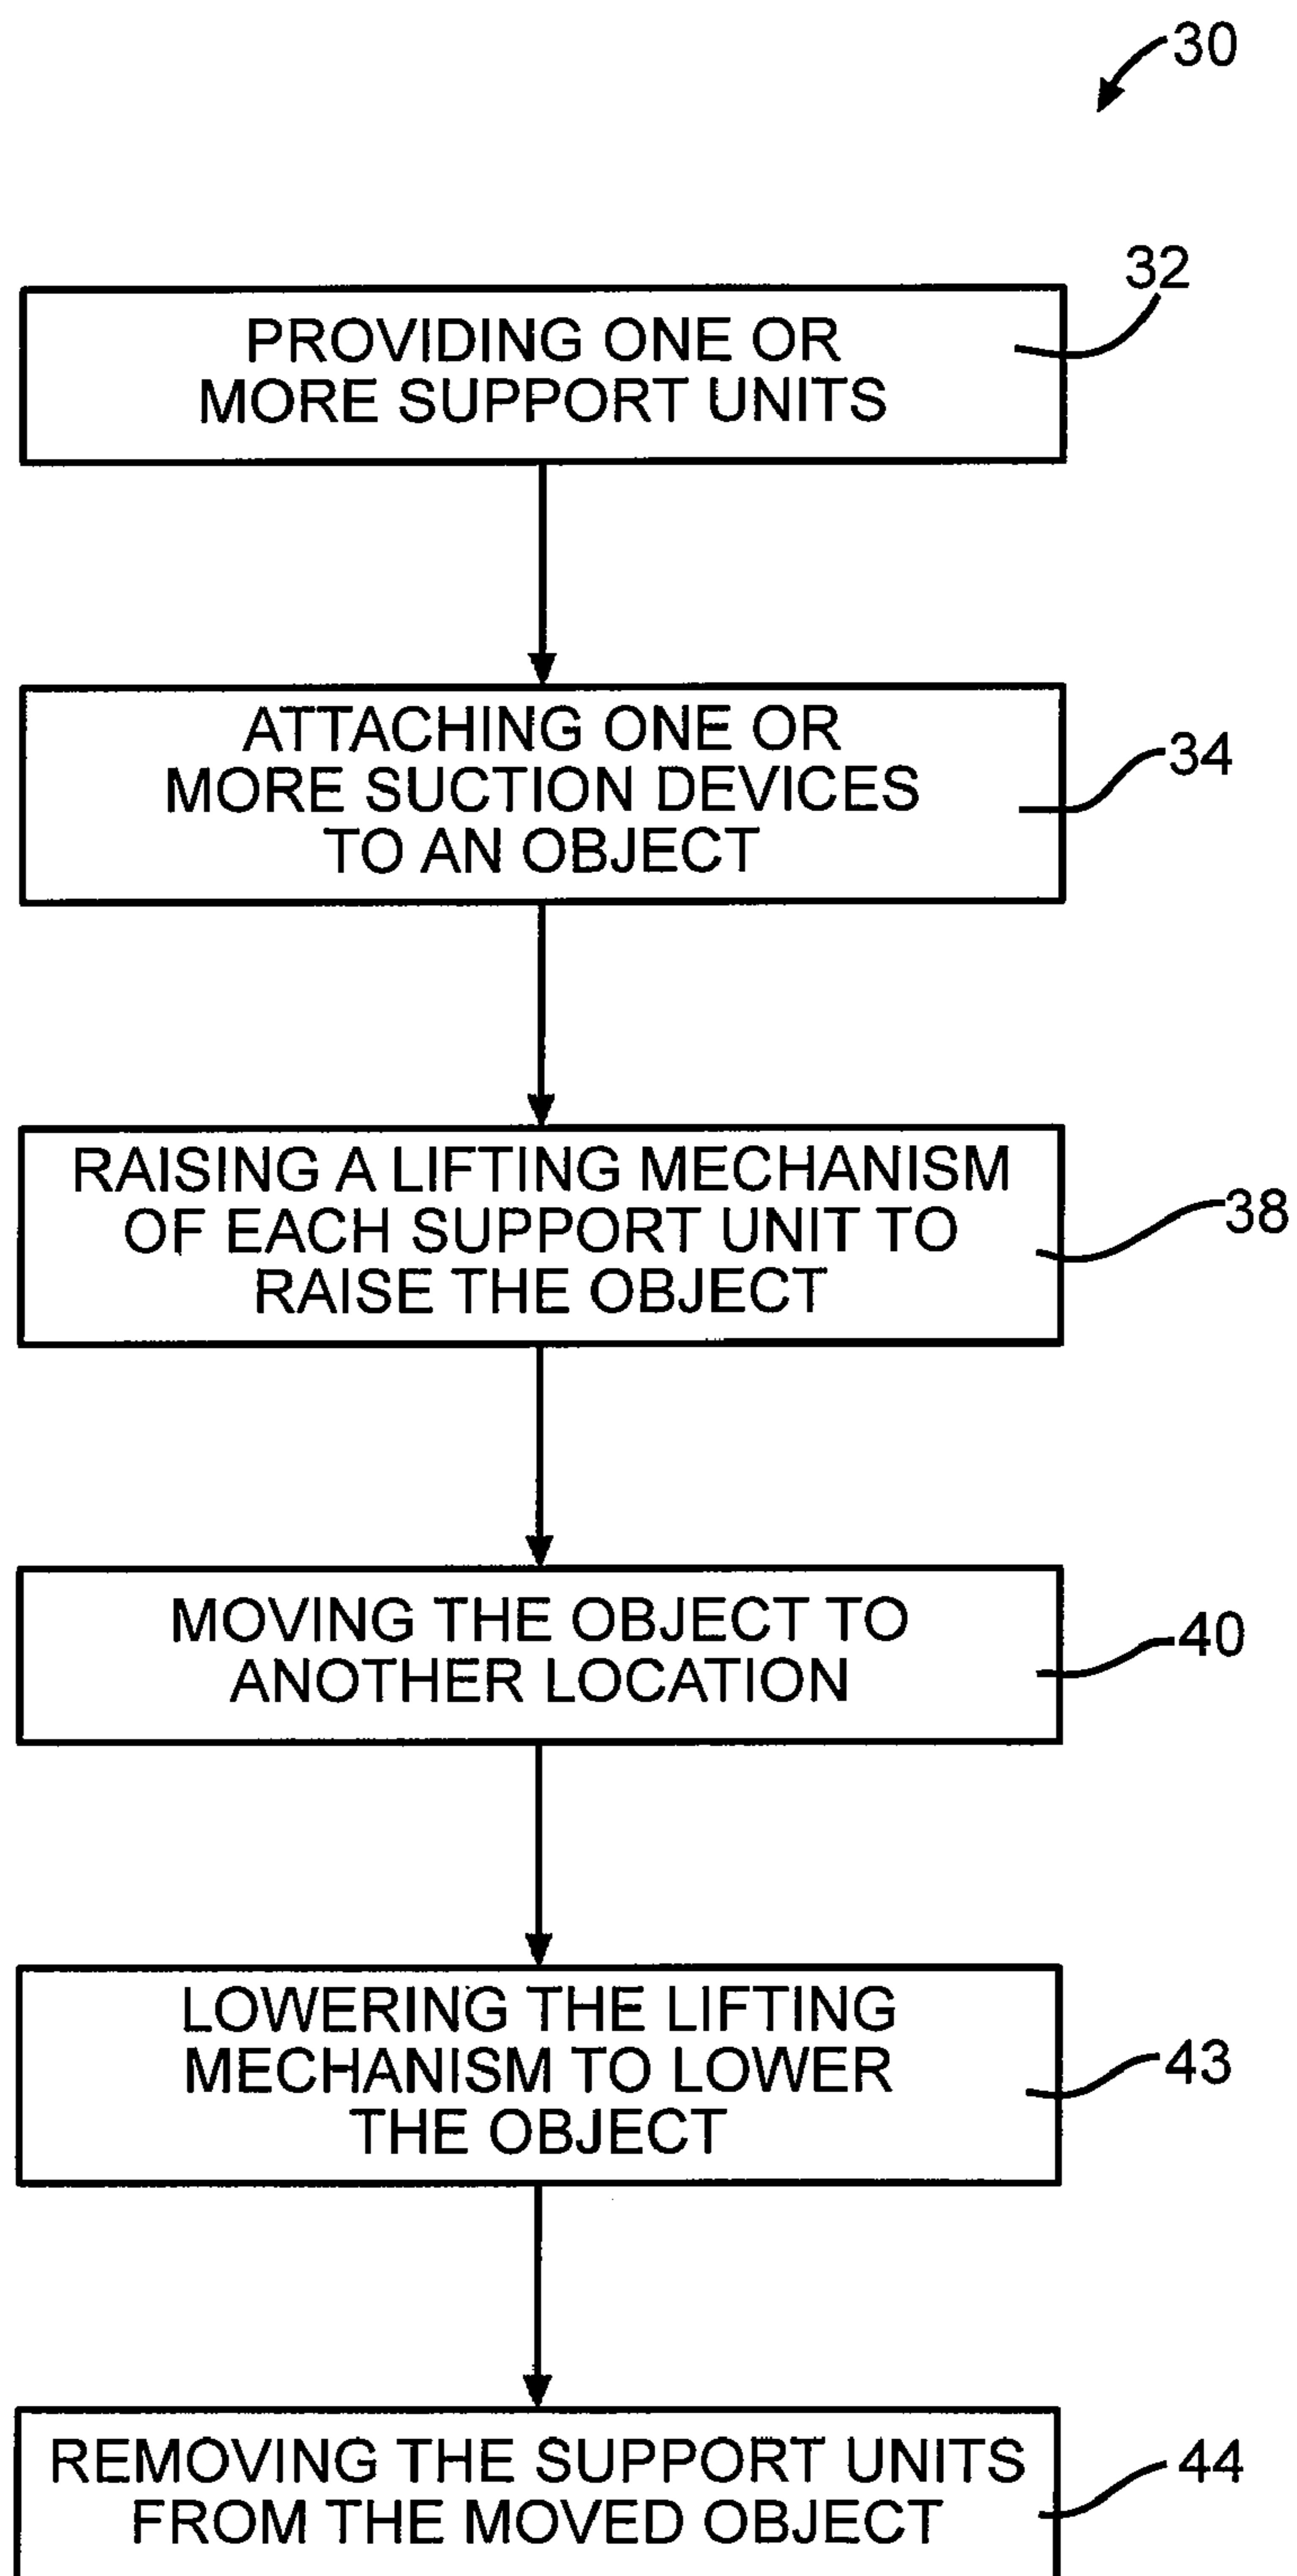 30
32
PROVIDING ONE OR
MORE SUPPORT UNITS
ATTACHING ONE OR
MORE SUCTION DEVICES
TO AN OBJECT
34
RAISING A LIFTING MECHANISM
OF EACH SUPPORT UNIT TO
RAISE THE OBJECT
38
MOVING THE OBJECT TO
ANOTHER LOCATION
40
LOWERING THE LIFTING
MECHANISM TO LOWER
THE OBJECT
43
REMOVING THE SUPPORT UNITS
FROM THE MOVED OBJECT
44